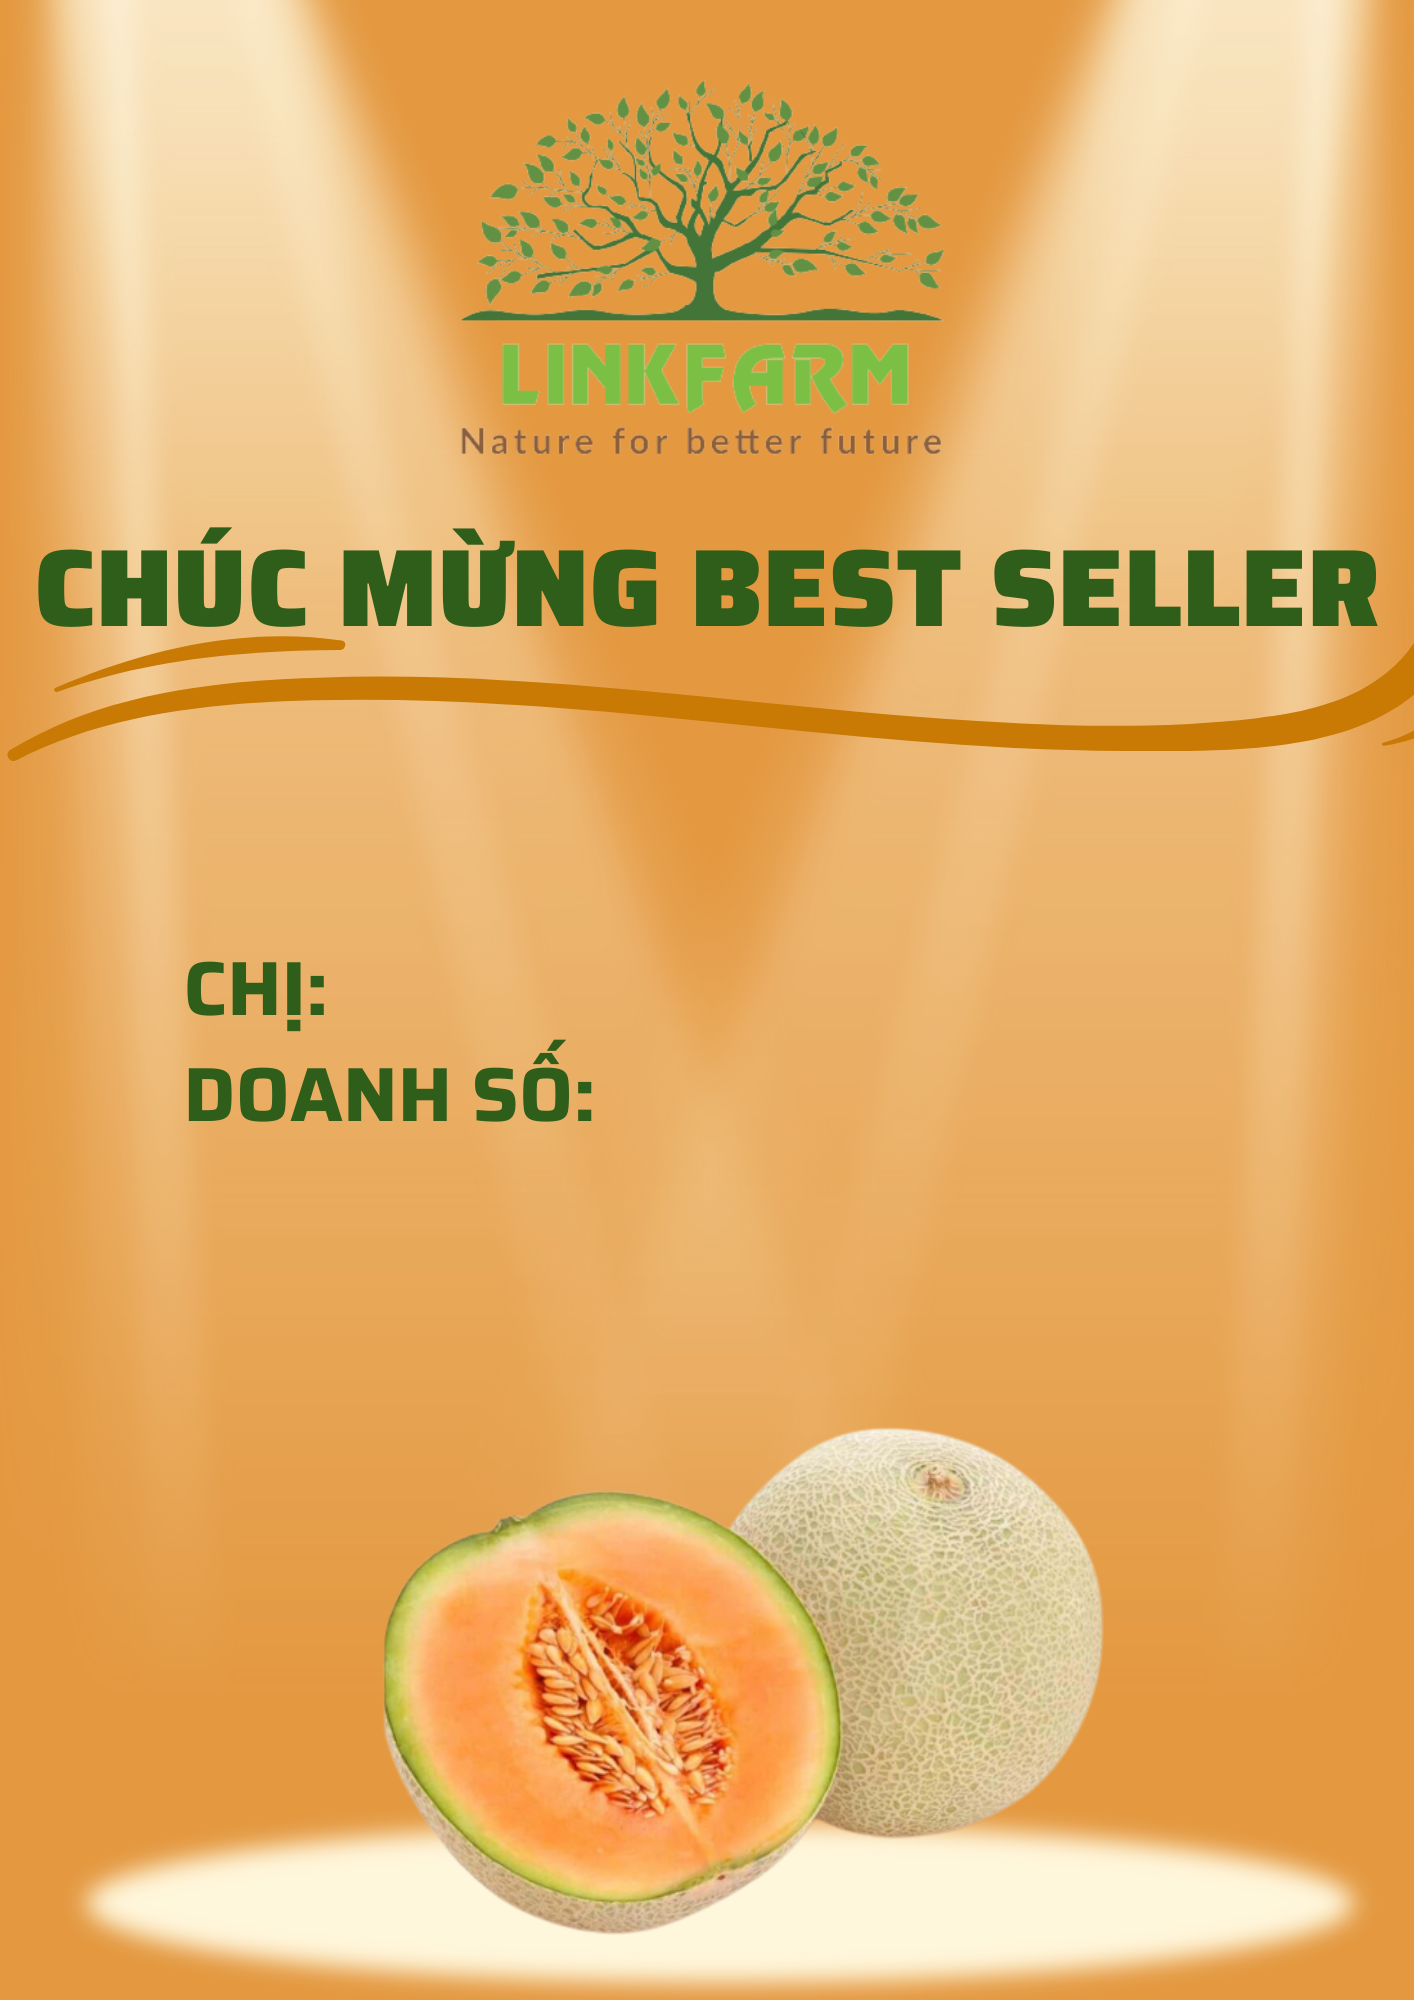 LINKFARM
Nature for better future
CHÚC MỪNG BEST SELLER
CHỊ:
DOANH SỐ: